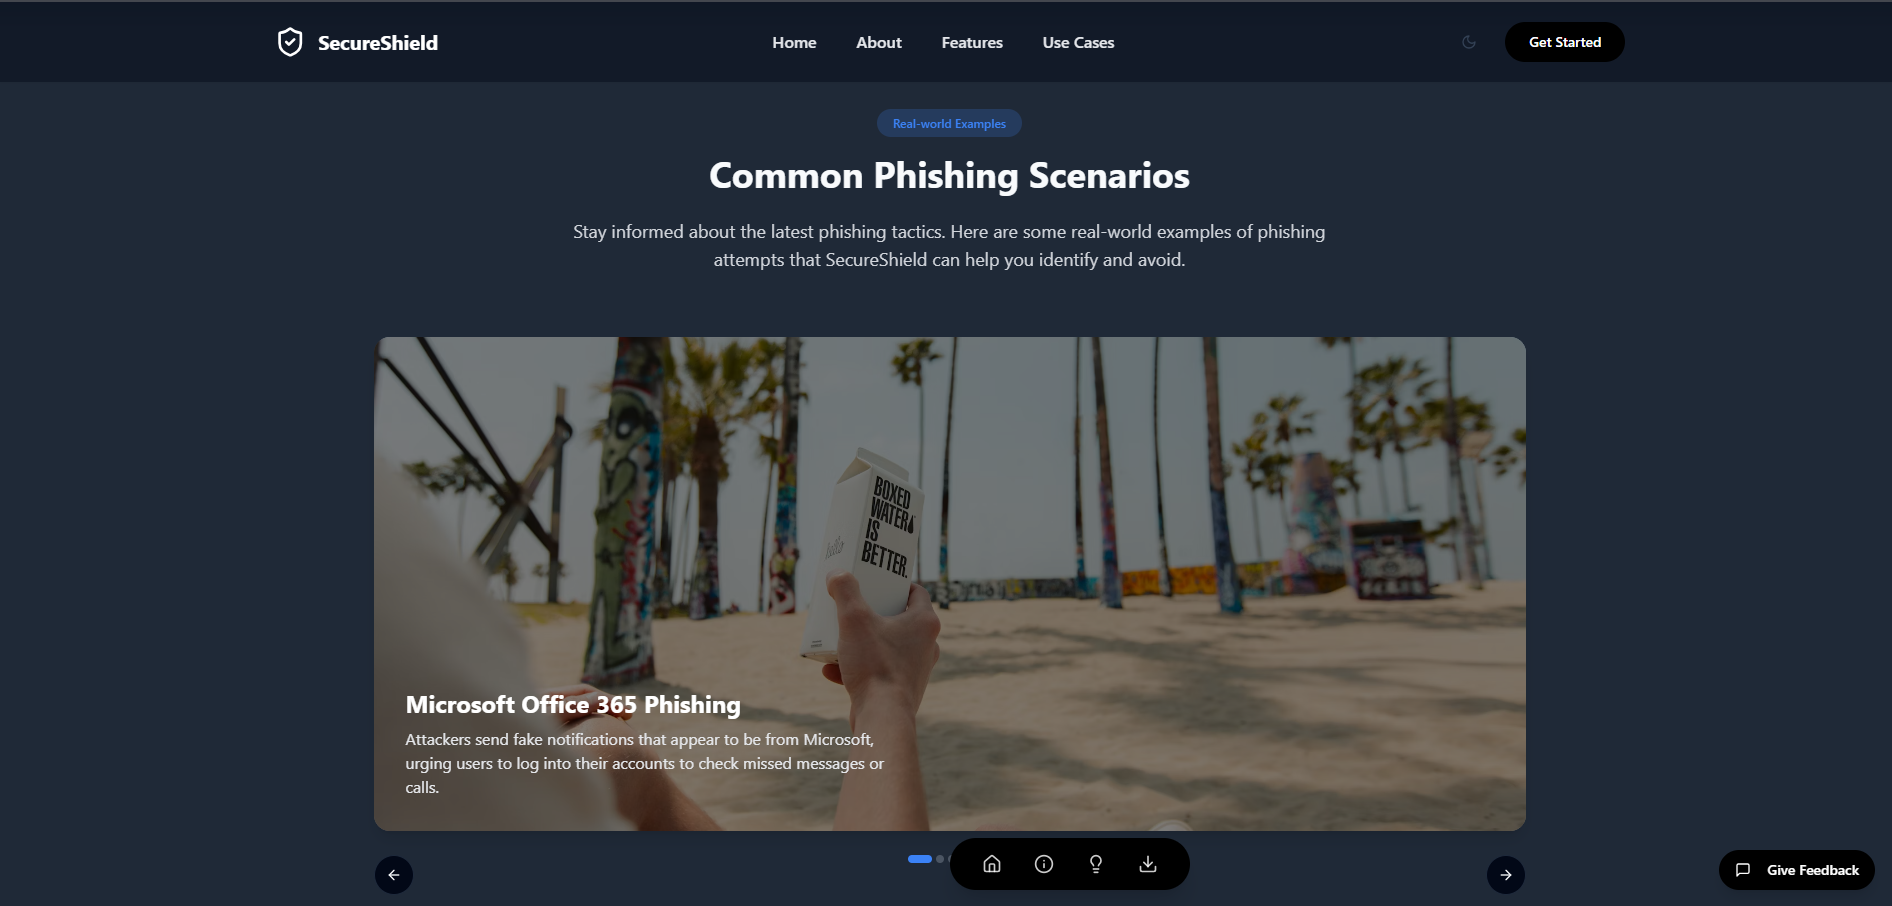 SecureShield
Home
About
Features
Use Cases
Get Started
Real-world Examples
Common Phishing Scenarios
Stay informed about the latest phishing tactics. Here are some real-world examples of phishing
attempts that SecureShield can help you identify and avoid.
BOXED
WATER
IS
BETTER.
hello
Microsoft Office 365 Phishing
Attackers send fake notifications that appear to be from Microsoft,
urging users to log into their accounts to check missed messages or
calls.
Give Feedback